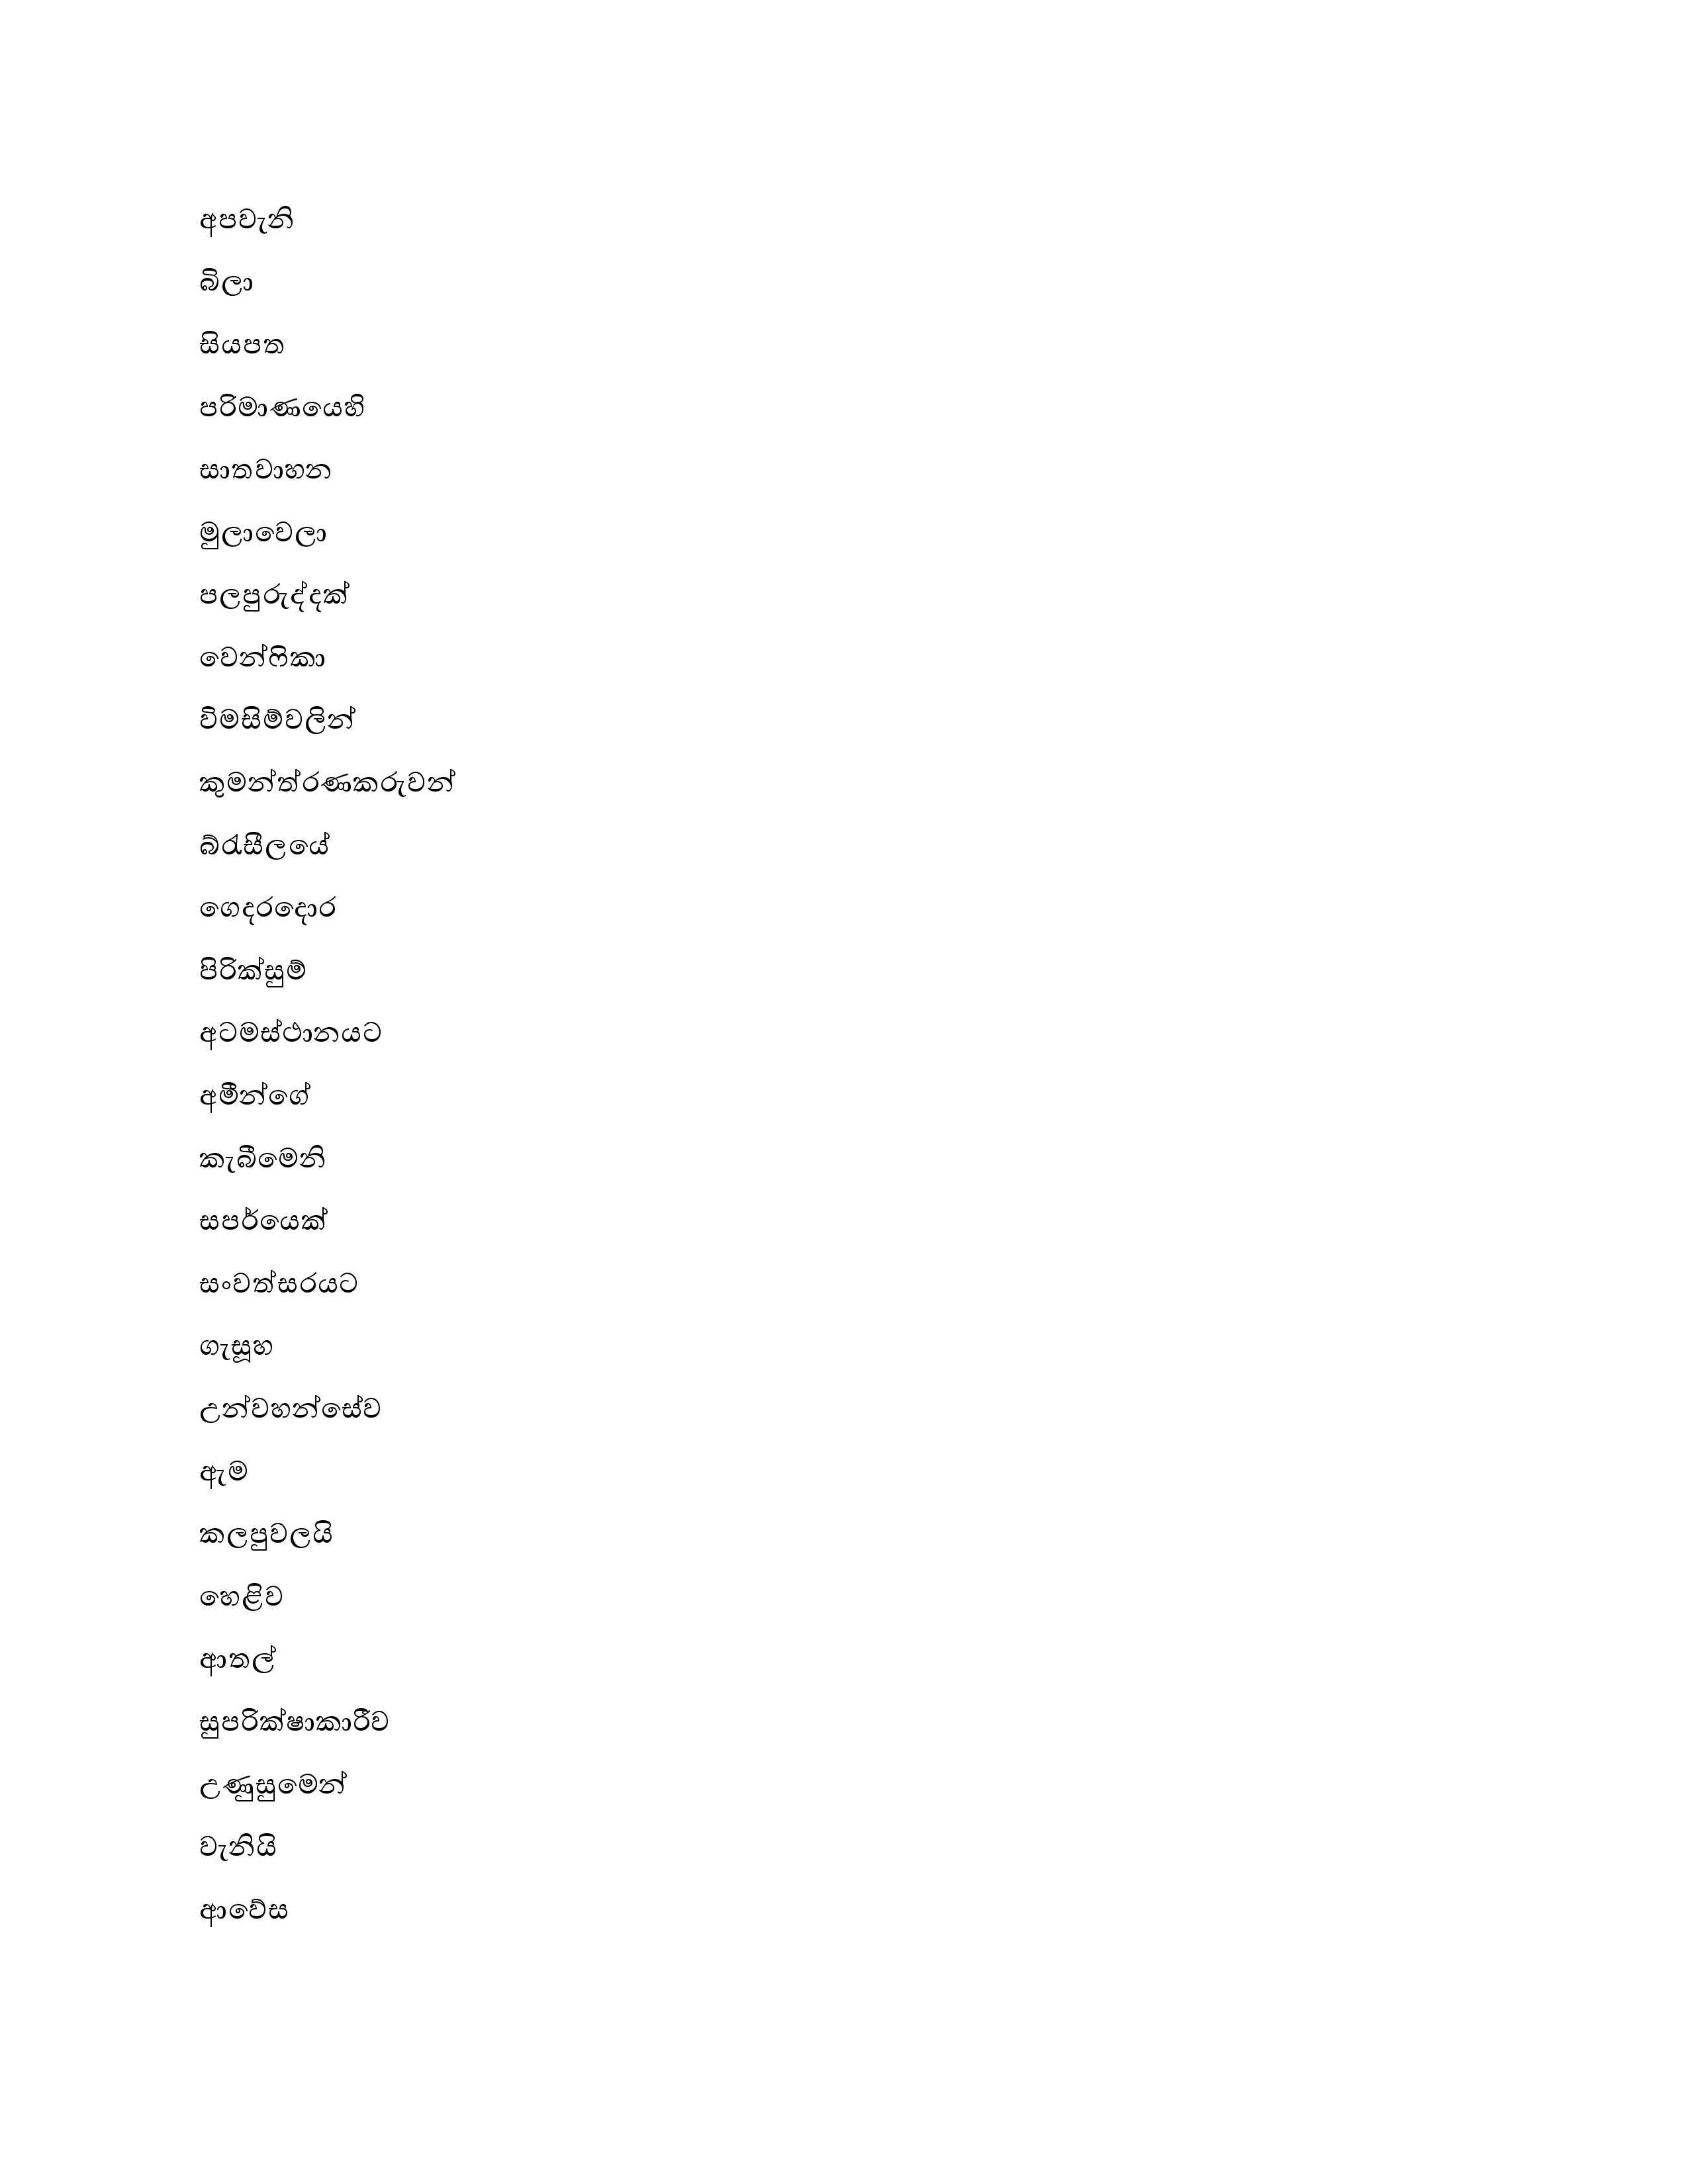 අපවැනි
බිලා
සියපත
පරිමාණයෙහි
සාතවාහන
මුලාවෙලා
පලපුරුද්දක්
වෙන්ෆිකා
විමසිම්වලින්
කුමන්ත්රණකරුවන්
බ්රැසීලයේ
ගෙදරදොර
පිරික්සුම්
අටමස්ථානයට
අමීන්ගේ
කැබීමෙනි
සපර්යෙක්
සංවත්සරයට
ගැසූහ
උන්වහන්සේව
ඇම
කලපුවලයි
හෙළිව
ආතල්
සුපරික්ෂාකාරීව
උණුසුමෙන්
වැනියි
ආවේස